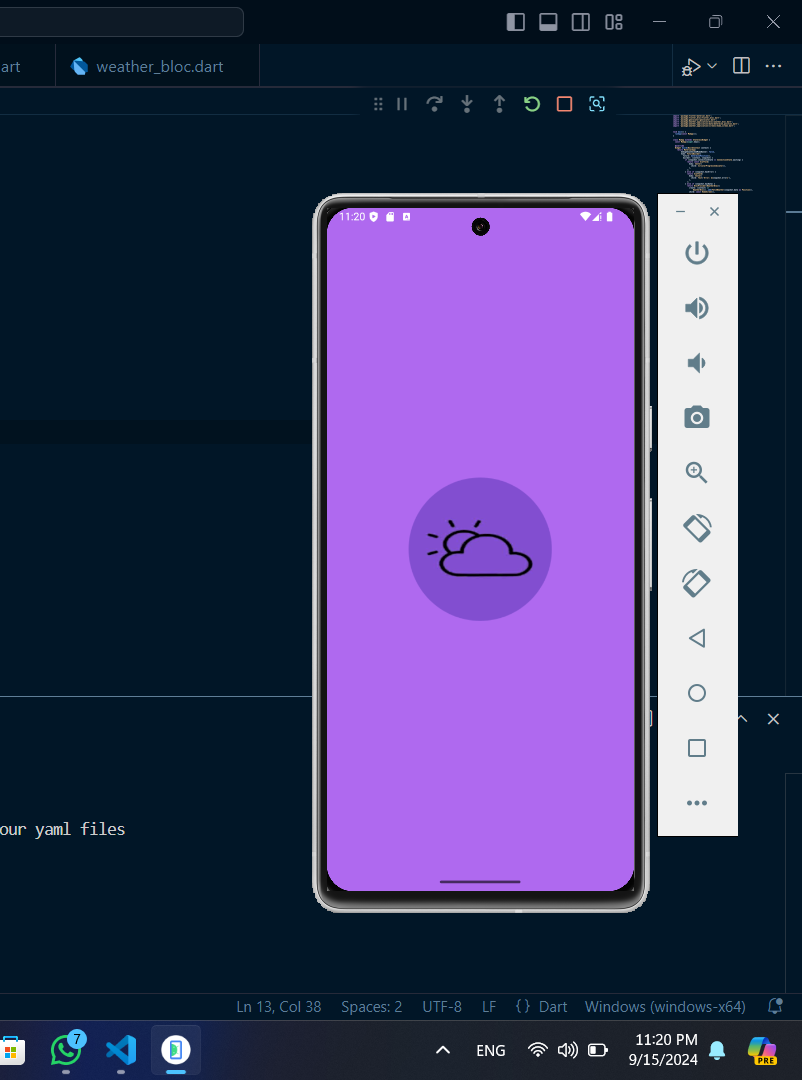 art
weather_bloc.dart
11:20
our yaml files
Ln 13, Col 38
Spaces: 2
UTF-8
LF
{ } Dart
Windows (windows-x64)
7
ENG
11:20 PM
9/15/2024
PRE